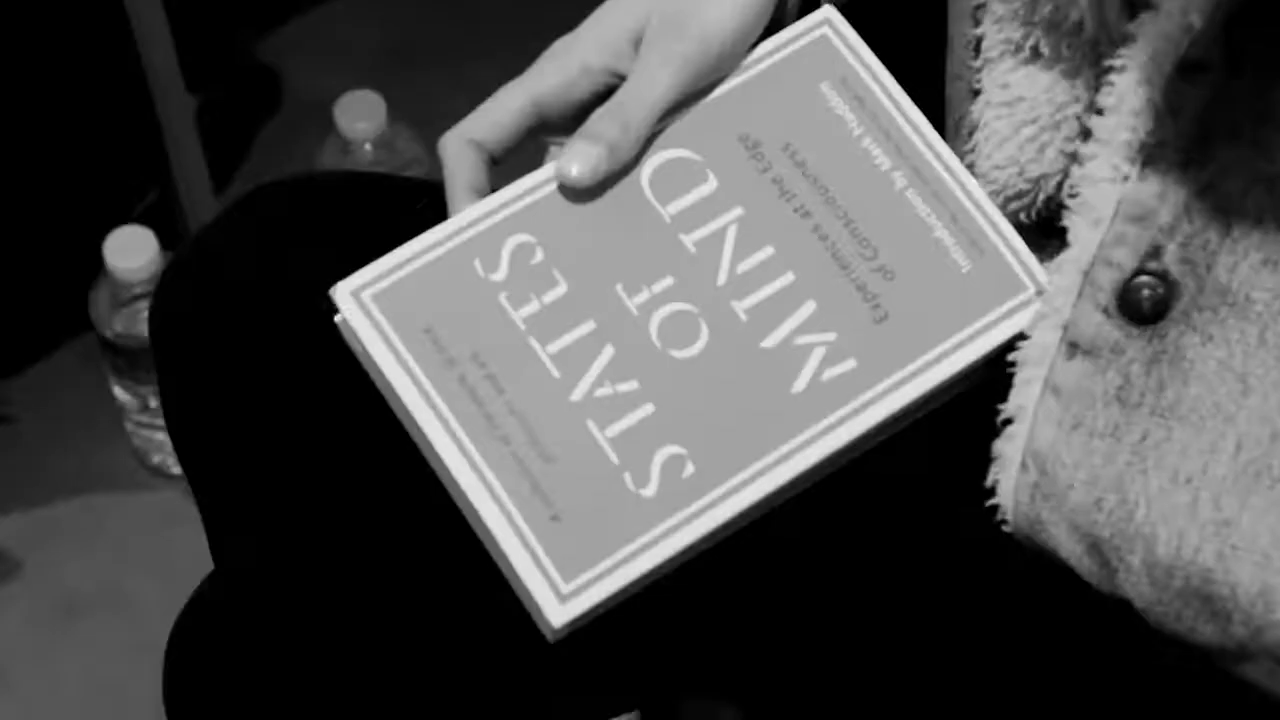 STATES
OF
MIND
Experiences at the Edge
of Consciousness
Introduction by Mark Haddon